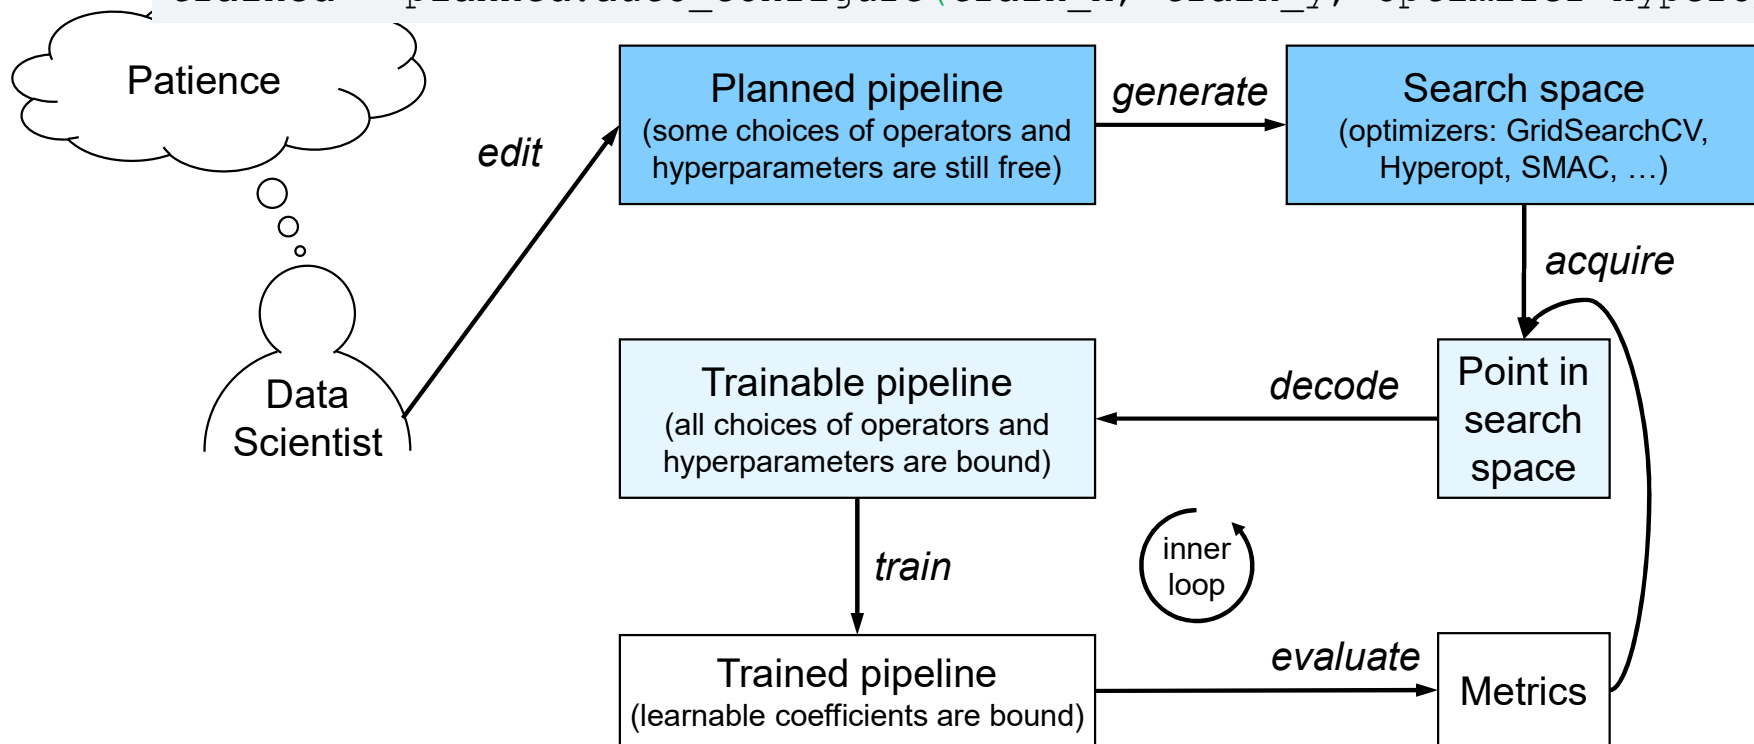 Patience
edit
Planned pipeline
(some choices of operators and
hyperparameters are still free)
generate
Search space
(optimizers: GridSearchCV,
Hyperopt, SMAC, …)
acquire
Data
Scientist
Trainable pipeline
(all choices of operators and
hyperparameters are bound)
decode
Point in
search
space
train
inner
loop
Trained pipeline
(learnable coefficients are bound)
evaluate
Metrics